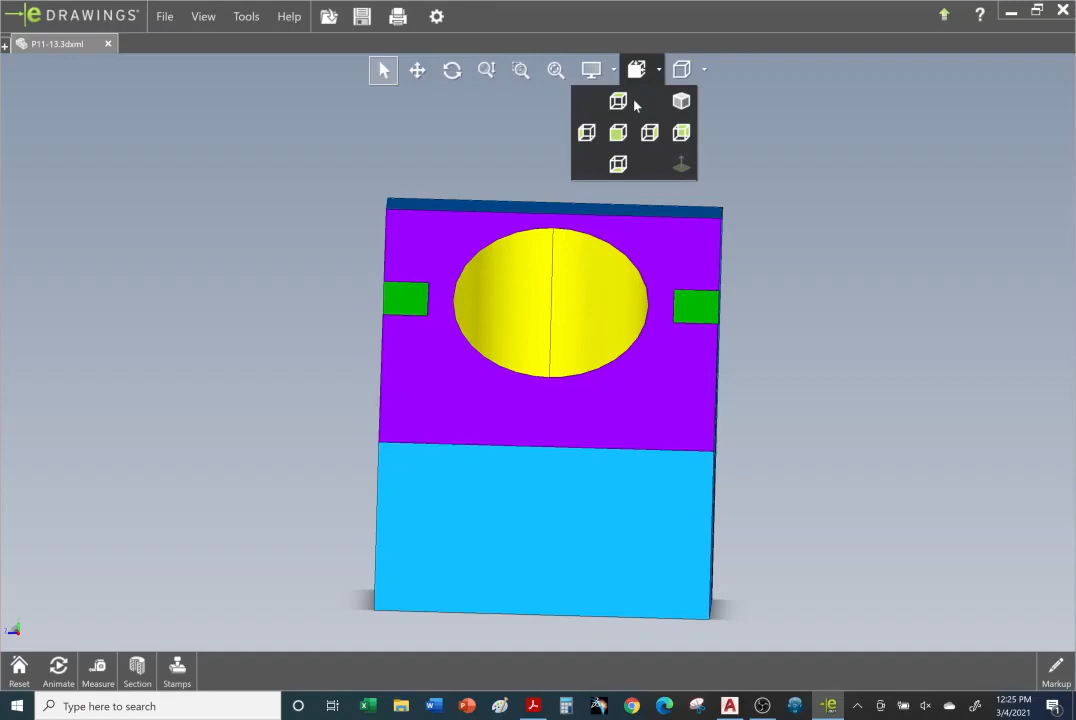 eDRAWINGS®
File View Tools Help
?
P11-13.3dxml
Reset Animate Measure Section Stamps
Markup
Type here to search
12:25 PM
3/4/2021